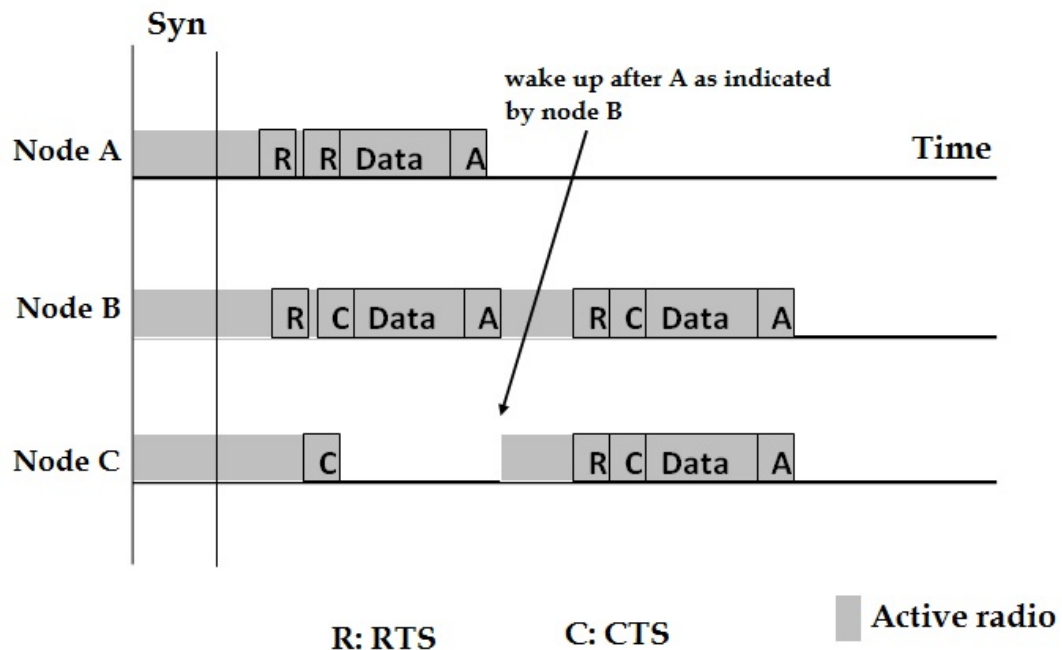 Syn
wake up after A as indicated
by node B
Node A
R R Data A
Time
Node B
R C Data A R C Data A
Node C
C R C Data A
R: RTS
C: CTS
Active radio